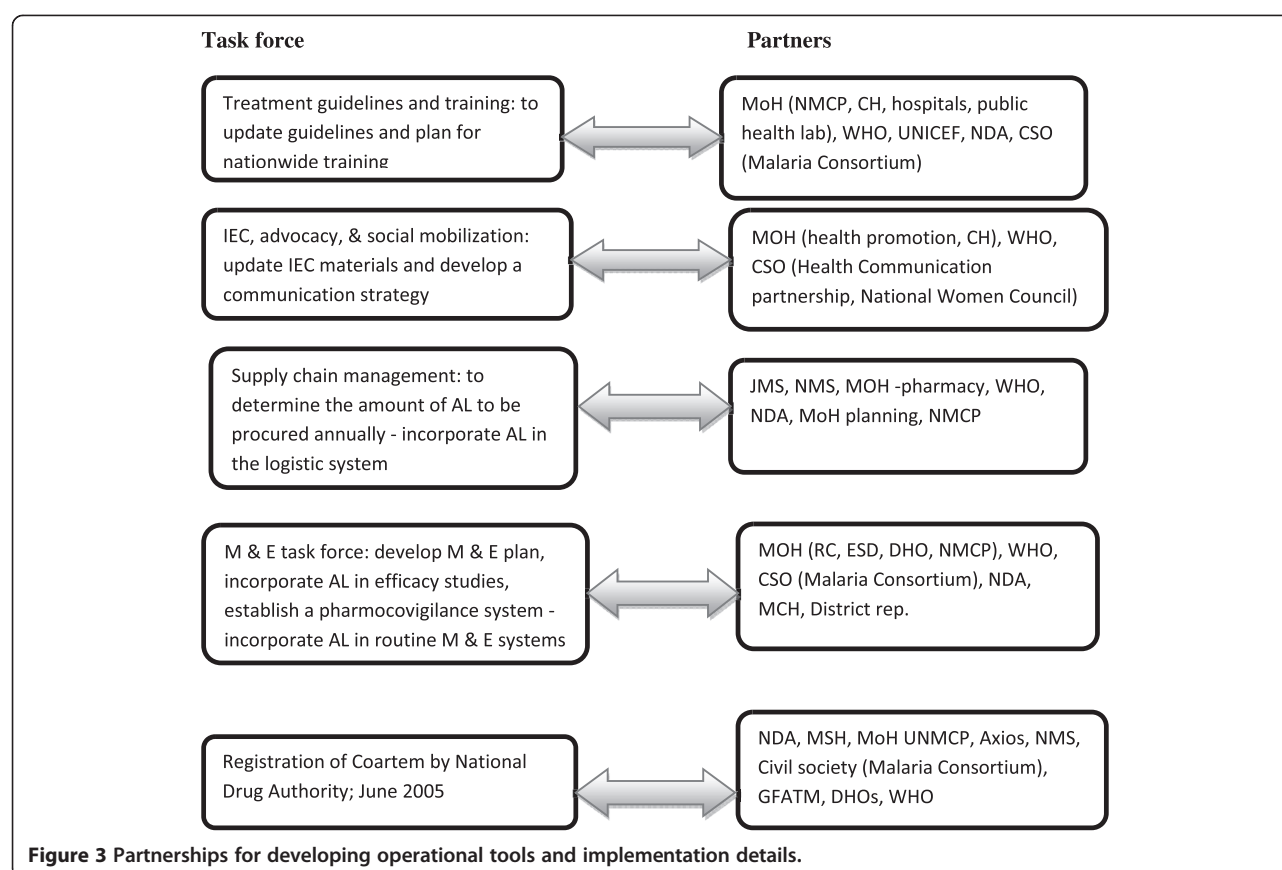 Task force
Partners
Treatment guidelines and training: to
update guidelines and plan for
nationwide training
MoH (NMCP, CH, hospitals, public
health lab), WHO, UNICEF, NDA, CSO
(Malaria Consortium)
IEC, advocacy, & social mobilization:
update IEC materials and develop a
communication strategy
MOH (health promotion, CH), WHO,
CSO (Health Communication
partnership, National Women Council)
Supply chain management: to
determine the amount of AL to be
procured annually - incorporate AL in
the logistic system
JMS, NMS, MOH -pharmacy, WHO,
NDA, MoH planning, NMCP
M & E task force: develop M & E plan,
incorporate AL in efficacy studies,
establish a pharmocovigilance system -
incorporate AL in routine M & E systems
MOH (RC, ESD, DHO, NMCP), WHO,
CSO (Malaria Consortium), NDA,
MCH, District rep.
Registration of Coartem by National
Drug Authority; June 2005
NDA, MSH, MoH UNMCP, Axios, NMS,
Civil society (Malaria Consortium),
GFATM, DHOs, WHO
Figure 3 Partnerships for developing operational tools and implementation details.